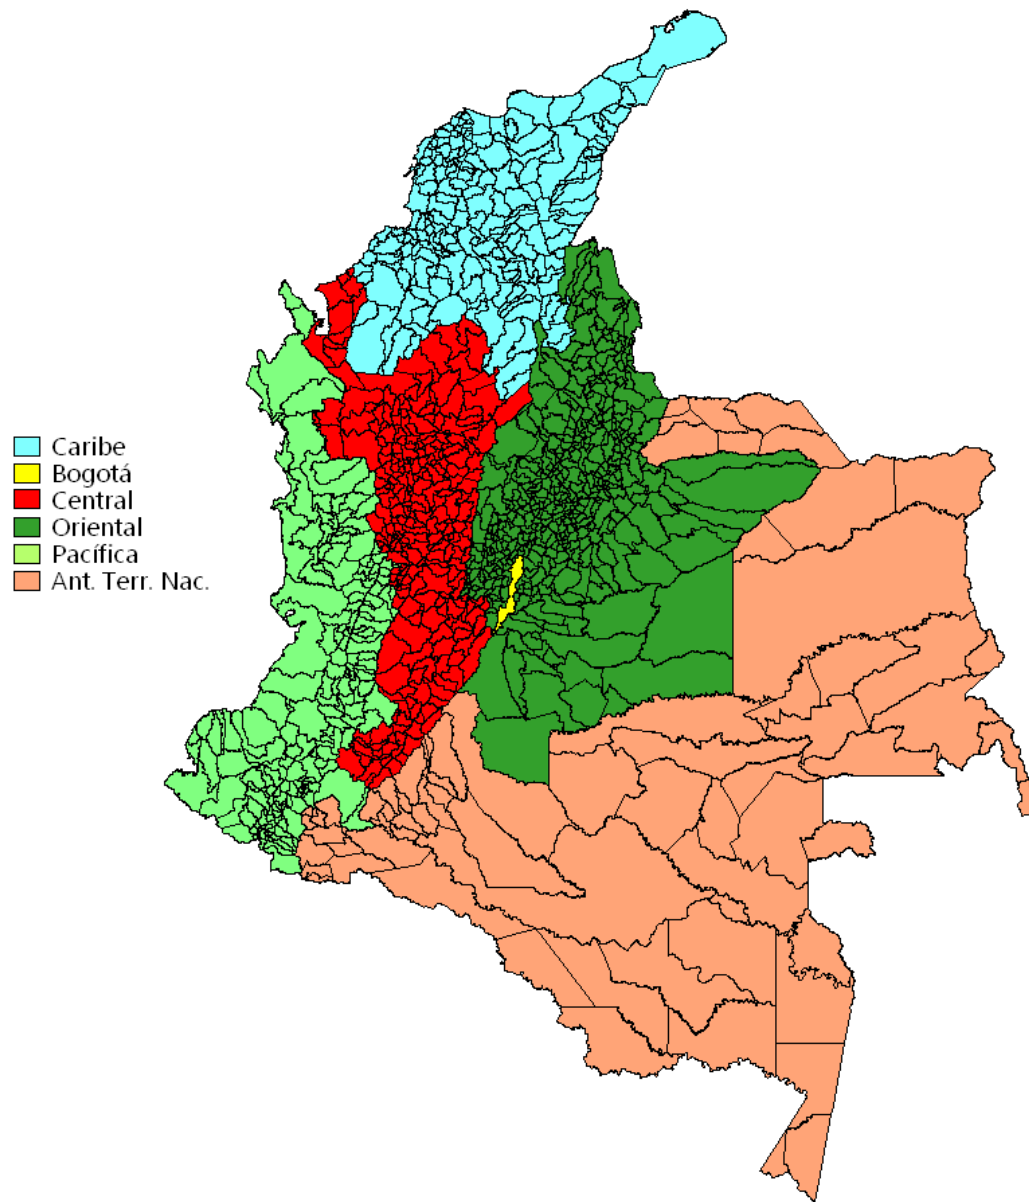 Caribe
Bogotá
Central
Oriental
Pacífica
Ant. Terr. Nac.